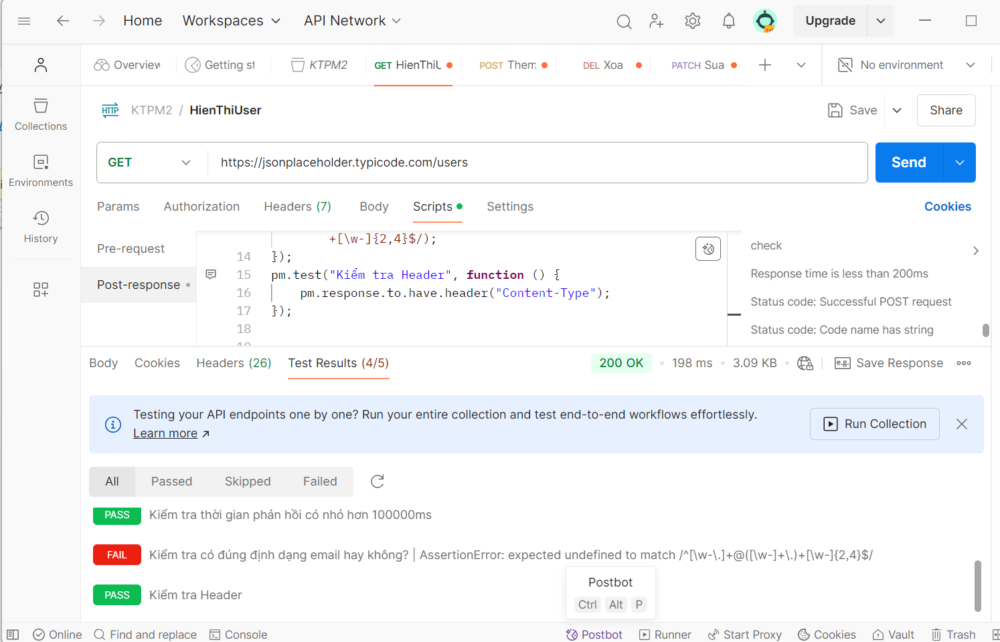 Home Workspaces API Network Upgrade
Overview Getting st KTPM2 GET HienThiU POST Them DEL Xoa PATCH Sua No environment
HTTP KTPM2 / HienThiUser Save Share
GET https://jsonplaceholder.typicode.com/users Send
Params Authorization Headers (7) Body Scripts Settings Cookies
Collections
Environments
History
Pre-request
Post-response
+[\w-]{2,4}$/);
14 });
15 pm.test("Kiểm tra Header", function () {
16 pm.response.to.have.header("Content-Type");
17 });
18
check
Response time is less than 200ms
Status code: Successful POST request
Status code: Code name has string
Body Cookies Headers (26) Test Results (4/5) 200 OK 198 ms 3.09 KB e.g. Save Response
Testing your API endpoints one by one? Run your entire collection and test end-to-end workflows effortlessly.
Learn more
Run Collection
All Passed Skipped Failed
PASS Kiểm tra thời gian phản hồi có nhỏ hơn 100000ms
FAIL Kiểm tra có đúng định dạng email hay không? | AssertionError: expected undefined to match /^[\w-\.]+@([\w-]+\.)+[\w-]{2,4}$/
PASS Kiểm tra Header
Postbot
Ctrl Alt P
Online Find and replace Console Postbot Runner Start Proxy Cookies Vault Trash